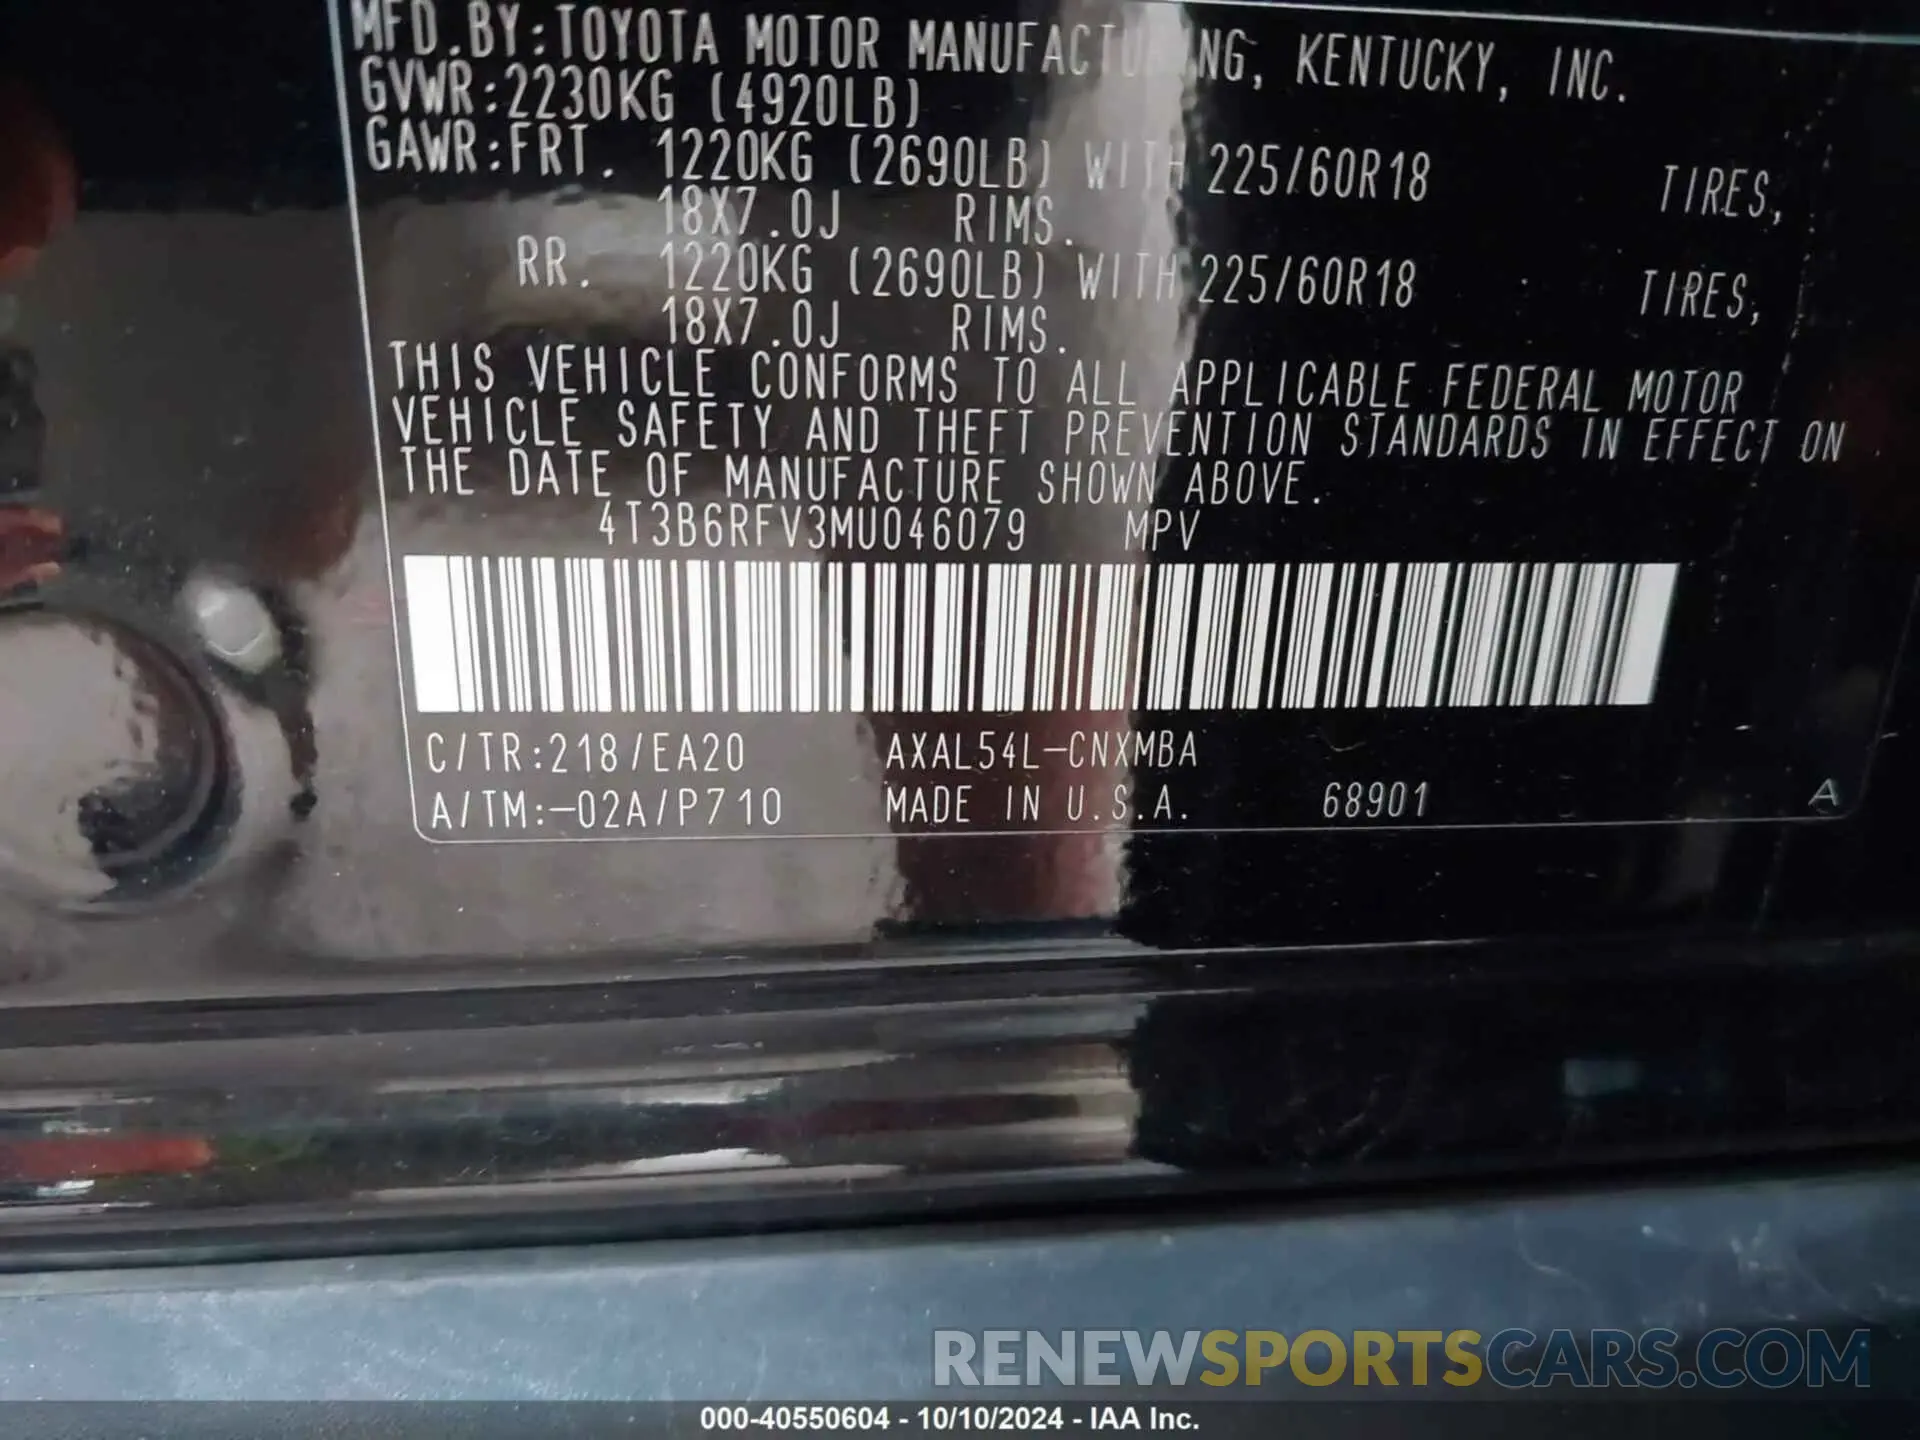 MFD.BY:TOYOTA MOTOR MANUFACTURING, KENTUCKY, INC.
GVWR:2230KG (4920LB)
GAWR:FRT. 1220KG (2690LB) WITH 225/60R18 TIRES,
18X7.0J RIMS.
RR. 1220KG (2690LB) WITH 225/60R18 TIRES,
18X7.0J RIMS.
THIS VEHICLE CONFORMS TO ALL APPLICABLE FEDERAL MOTOR
VEHICLE SAFETY AND THEFT PREVENTION STANDARDS IN EFFECT ON
THE DATE OF MANUFACTURE SHOWN ABOVE.
4T3B6RFV3MU046079 MPV
C/TR:218/EA20 AXAL54L-CNXMBA
A/TM:-02A/P710 MADE IN U.S.A. 68901 A
RENEWSPORTSCARS.COM
000-40550604 - 10/10/2024 - IAA Inc.